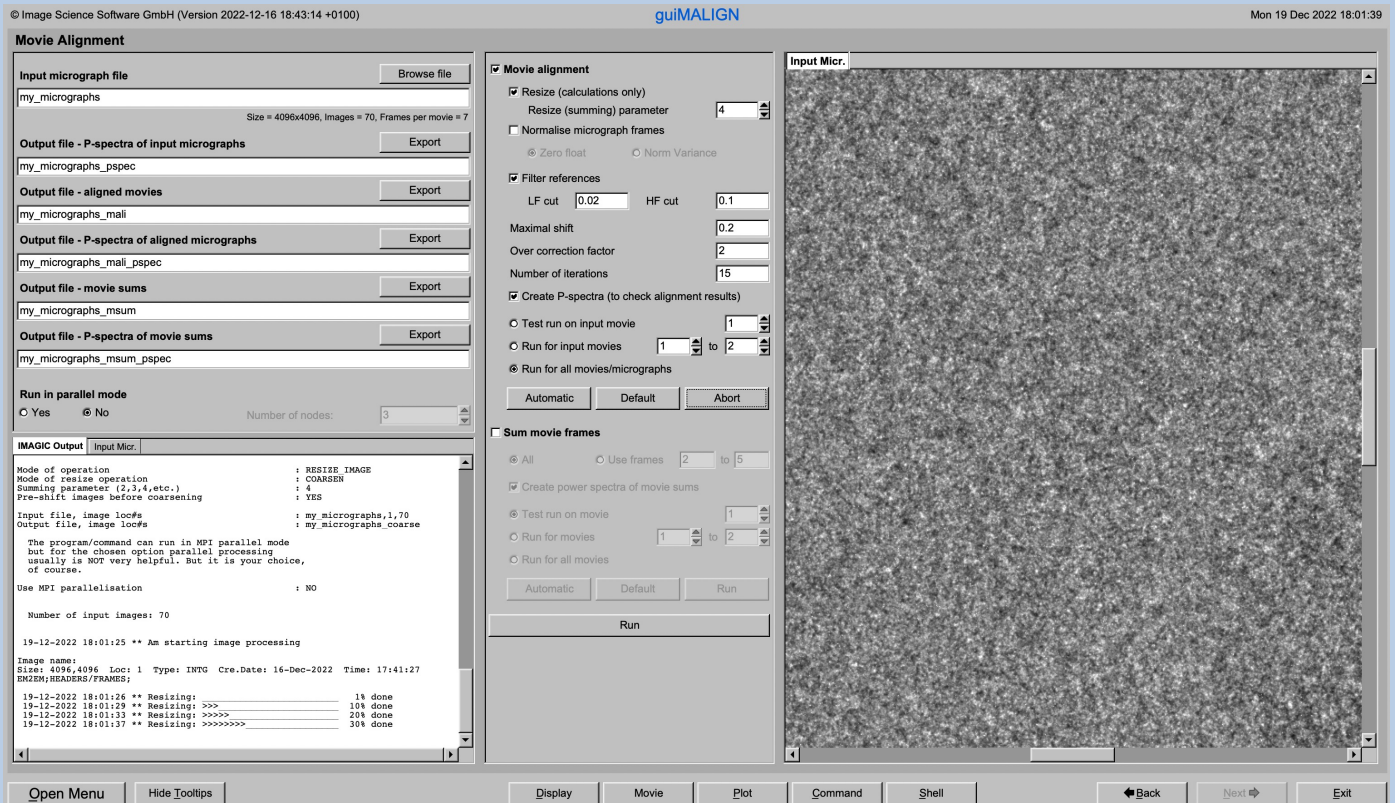 © Image Science Software GmbH (Version 2022-12-16 18:43:14 +0100)
guiMALIGN
Mon 19 Dec 2022 18:01:39
Movie Alignment
Input micrograph file
Browse file
my_micrographs
Size = 4096x4096, Images = 70, Frames per movie = 7
Output file - P-spectra of input micrographs
Export
my_micrographs_pspec
Output file - aligned movies
Export
my_micrographs_mali
Output file - P-spectra of aligned micrographs
Export
my_micrographs_mali_pspec
Output file - movie sums
Export
my_micrographs_msum
Output file - P-spectra of movie sums
Export
my_micrographs_msum_pspec
Run in parallel mode
Yes No Number of nodes: 3
IMAGIC Output Input Micr.
Mode of operation : RESIZE_IMAGE
Mode of resize operation : COARSEN
Summing parameter (2,3,4,etc.) : 4
Pre-shift images before coarsening : YES
Input file, image loc#s : my_micrographs,1,70
Output file, image loc#s : my_micrographs_coarse
The program/command can run in MPI parallel mode
but for the chosen option parallel processing
usually is NOT very helpful. But it is your choice,
of course.
Use MPI parallelisation : NO
Number of input images: 70
19-12-2022 18:01:25 ** Am starting image processing
Image name:
Size: 4096,4096 Loc: 1 Type: INTG Cre.Date: 16-Dec-2022 Time: 17:41:27
EM2EM;HEADERS/FRAMES;
19-12-2022 18:01:26 ** Resizing: ____________________ 1% done
19-12-2022 18:01:29 ** Resizing: >>>_________________ 10% done
19-12-2022 18:01:33 ** Resizing: >>>>>_______________ 20% done
19-12-2022 18:01:37 ** Resizing: >>>>>>>>____________ 30% done
Movie alignment
Resize (calculations only)
Resize (summing) parameter 4
Normalise micrograph frames
Zero float Norm Variance
Filter references
LF cut 0.02 HF cut 0.1
Maximal shift 0.2
Over correction factor 2
Number of iterations 15
Create P-spectra (to check alignment results)
Test run on input movie 1
Run for input movies 1 to 2
Run for all movies/micrographs
Automatic Default Abort
Sum movie frames
All Use frames 2 to 5
Create power spectra of movie sums
Test run on movie 1
Run for movies 1 to 2
Run for all movies
Automatic Default Run
Run
Input Micr.
Open Menu Hide Tooltips Display Movie Plot Command Shell Back Next Exit